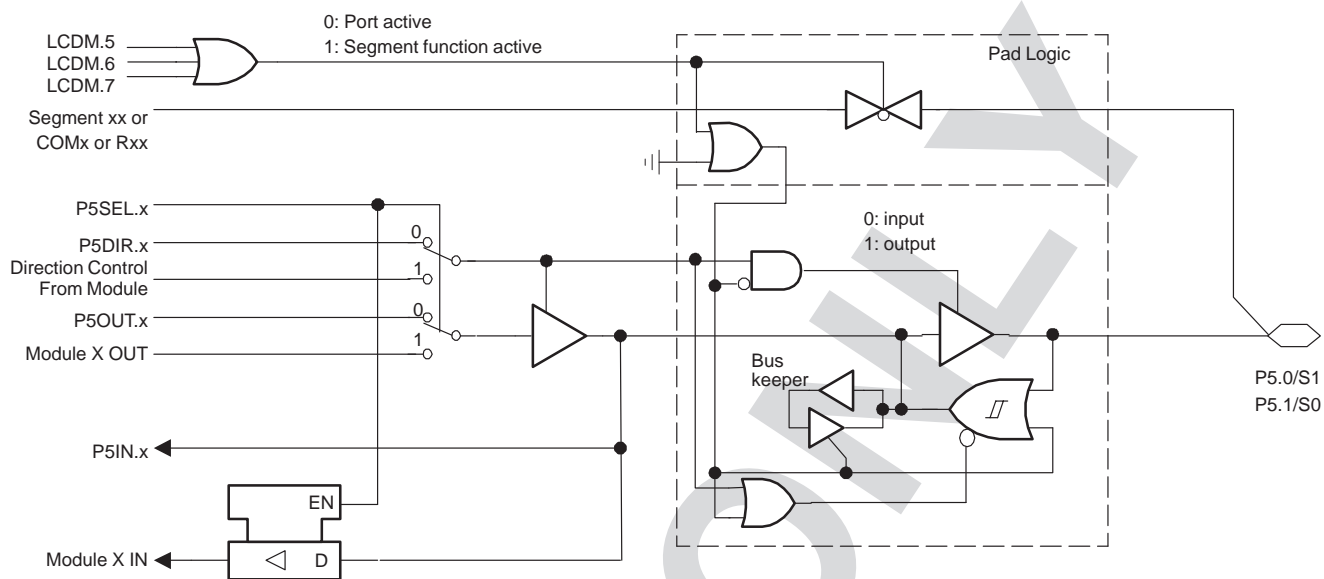 0: Port active
1: Segment function active
LCDM.5
LCDM.6
LCDM.7
Pad Logic
Segment xx or
COMx or Rxx
P5SEL.x
0: input
1: output
P5DIR.x
0
Direction Control
From Module
1
P5OUT.x
0
Module X OUT
1
Bus
keeper
P5.0/S1
P5.1/S0
P5IN.x
EN
Module X IN
D
ONLY